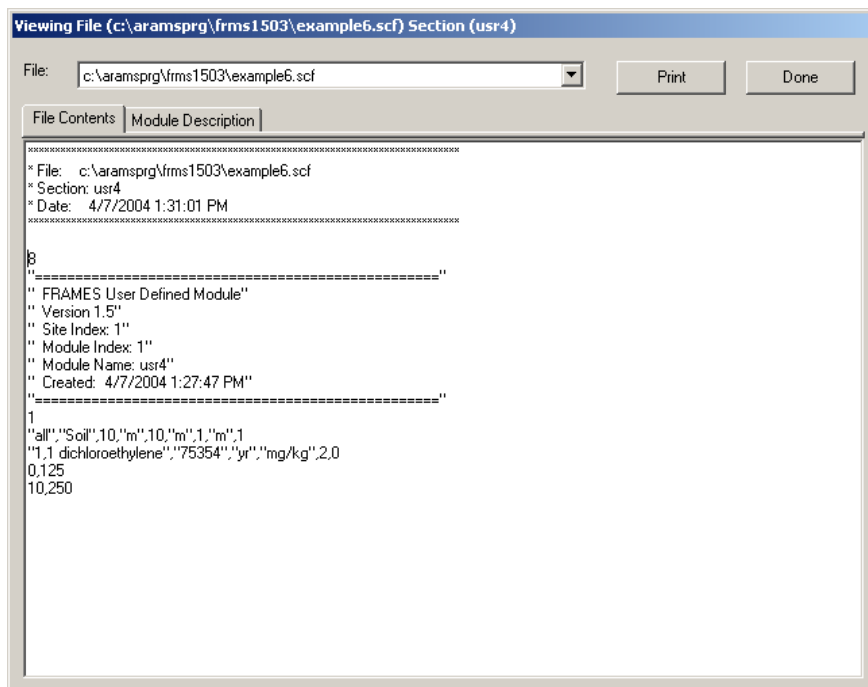 Viewing File (c:\aramsprg\frms1503\example6.scf) Section (usr4)
File: c:\aramsprg\frms1503\example6.scf Print Done
File Contents Module Description
********************************************************************************
* File: c:\aramsprg\frms1503\example6.scf
* Section: usr4
* Date: 4/7/2004 1:31:01 PM
********************************************************************************
8
"=================================================="
" FRAMES User Defined Module"
" Version 1.5"
" Site Index: 1"
" Module Index: 1"
" Module Name: usr4"
" Created: 4/7/2004 1:27:47 PM"
"=================================================="
1
"all","Soil",10,"m",10,"m",1,"m",1
"1,1 dichloroethylene","75354","yr","mg/kg",2,0
0,125
10,250